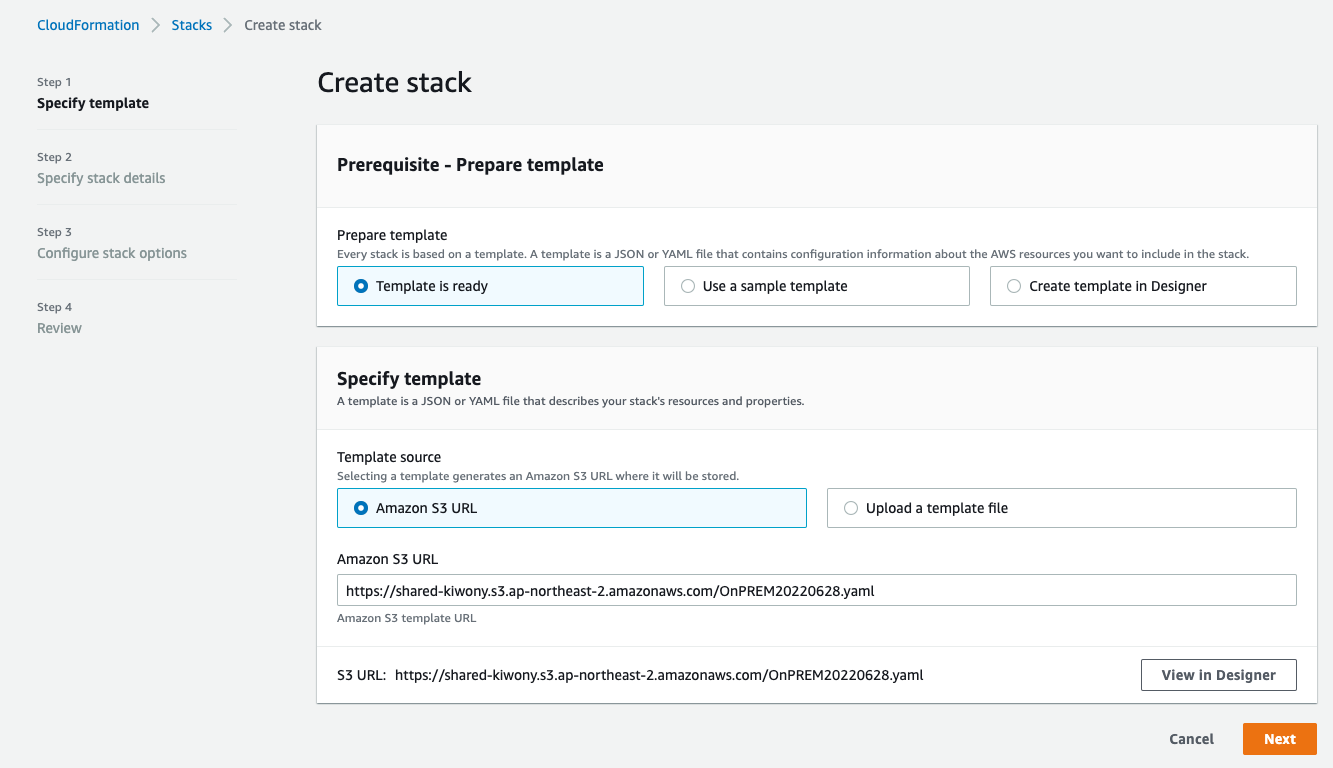 CloudFormation > Stacks > Create stack
Step 1
Specify template
Step 2
Specify stack details
Step 3
Configure stack options
Step 4
Review
Create stack
Prerequisite - Prepare template
Prepare template
Every stack is based on a template. A template is a JSON or YAML file that contains configuration information about the AWS resources you want to include in the stack.
Template is ready
Use a sample template
Create template in Designer
Specify template
A template is a JSON or YAML file that describes your stack's resources and properties.
Template source
Selecting a template generates an Amazon S3 URL where it will be stored.
Amazon S3 URL
Upload a template file
Amazon S3 URL
https://shared-kiwony.s3.ap-northeast-2.amazonaws.com/OnPREM20220628.yaml
Amazon S3 template URL
S3 URL: https://shared-kiwony.s3.ap-northeast-2.amazonaws.com/OnPREM20220628.yaml
View in Designer
Cancel
Next